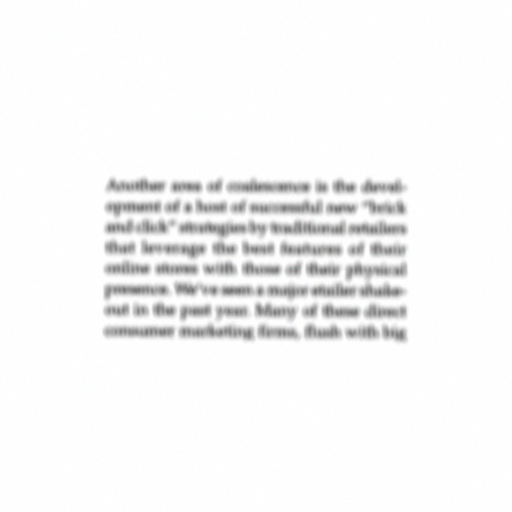 Another area of coalescence is the devel-
opment of a host of successful new "brick
and click" strategies by traditional retailers
that leverage the best features of their
online stores with those of their physical
presence. We've seen a major etailer shake-
out in the past year. Many of these direct
consumer marketing firms, flush with big